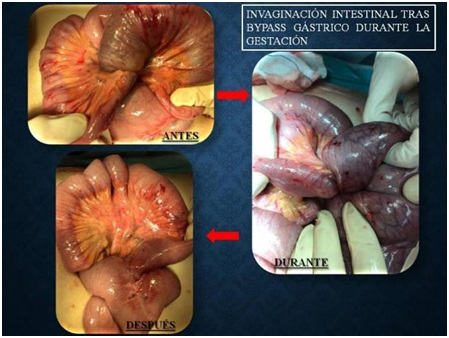 INVAGINACIÓN INTESTINAL TRAS
BYPASS GÁSTRICO DURANTE LA
GESTACIÓN
ANTES
DURANTE
DESPUÉS